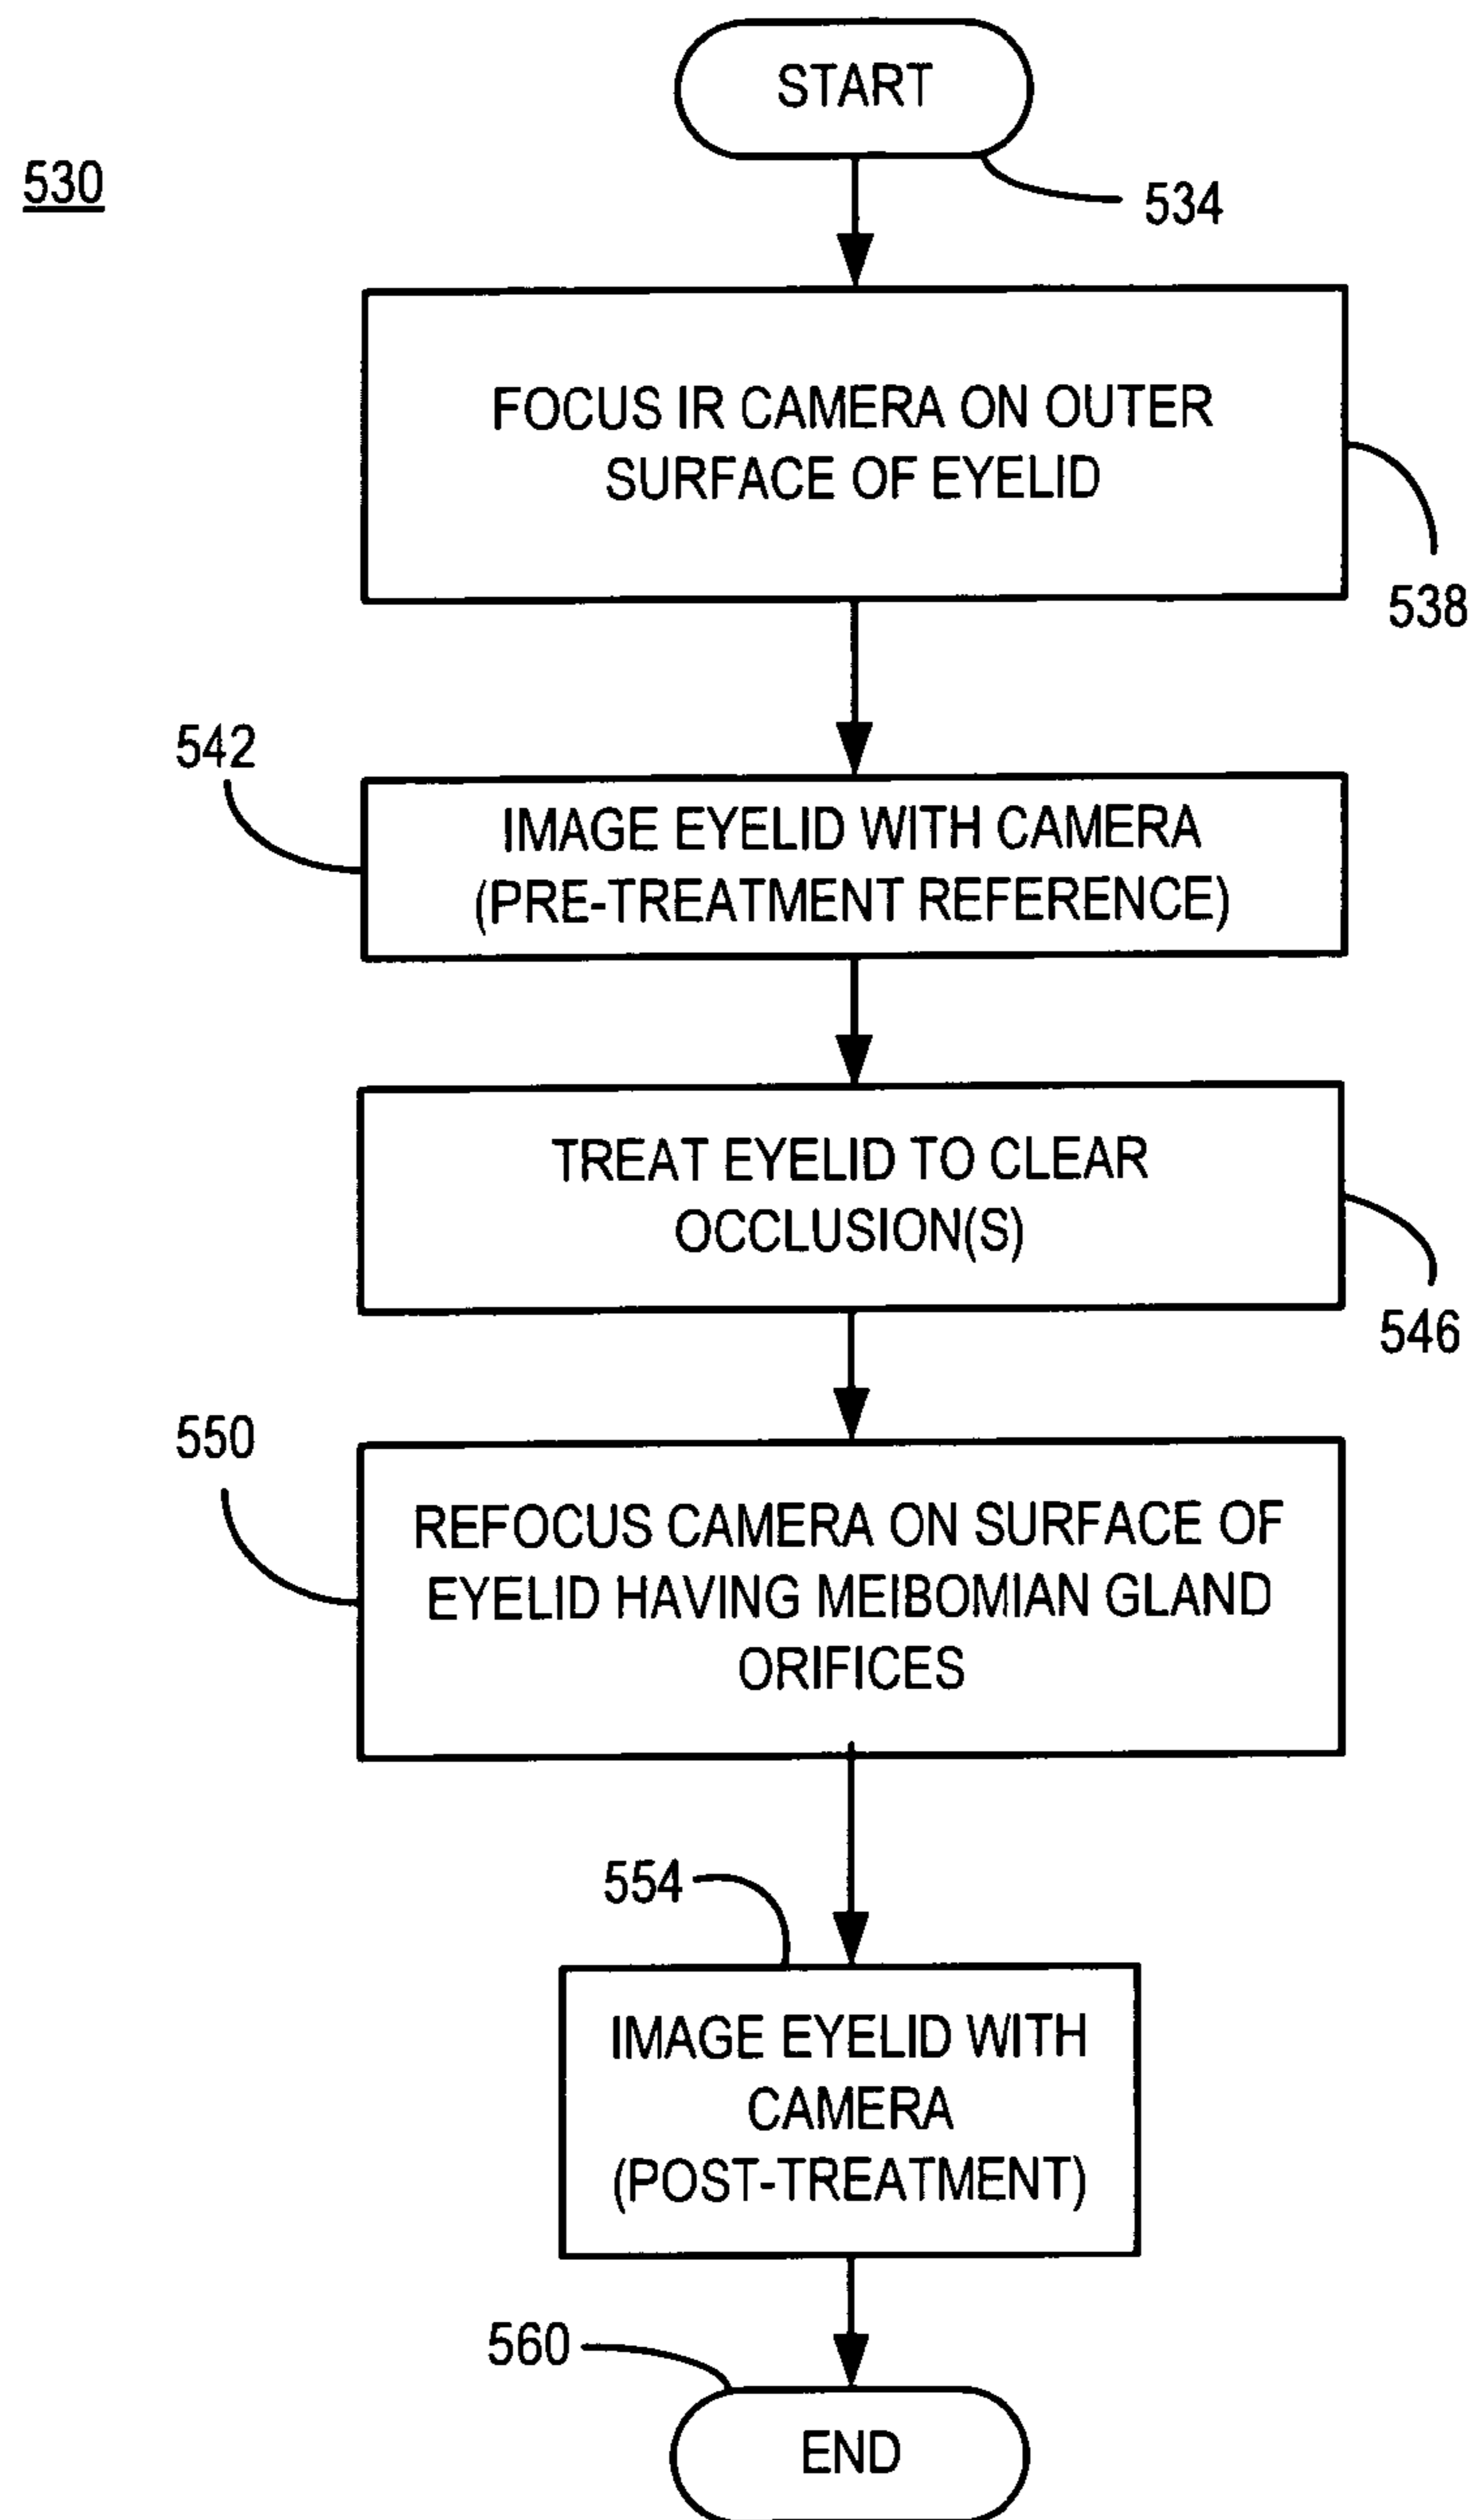 START
530
534
FOCUS IR CAMERA ON OUTER
SURFACE OF EYELID
538
542
IMAGE EYELID WITH CAMERA
(PRE-TREATMENT REFERENCE)
TREAT EYELID TO CLEAR
OCCLUSION(S)
546
550
REFOCUS CAMERA ON SURFACE OF
EYELID HAVING MEIBOMIAN GLAND
ORIFICES
554
IMAGE EYELID WITH
CAMERA
(POST-TREATMENT)
560
END